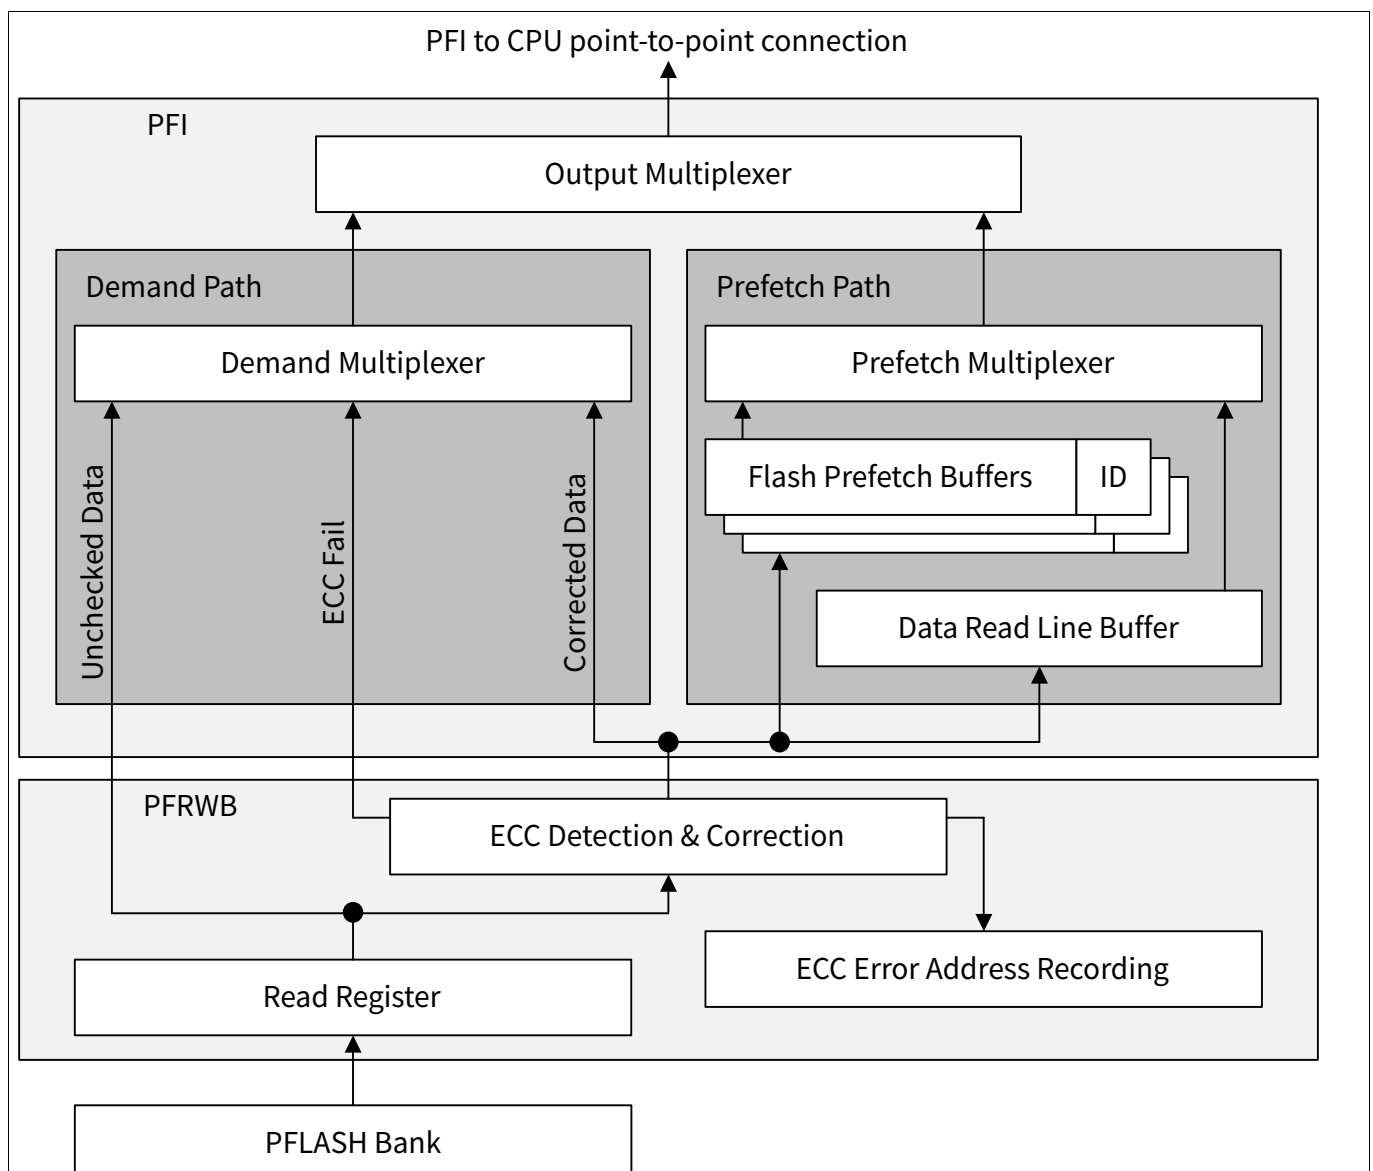 PFI to CPU point-to-point connection
PFI
Output Multiplexer
Demand Path
Prefetch Path
Demand Multiplexer
Prefetch Multiplexer
Flash Prefetch Buffers
ID
Unchecked Data
ECC Fail
Corrected Data
Data Read Line Buffer
PFRWB
ECC Detection & Correction
ECC Error Address Recording
Read Register
PFLASH Bank